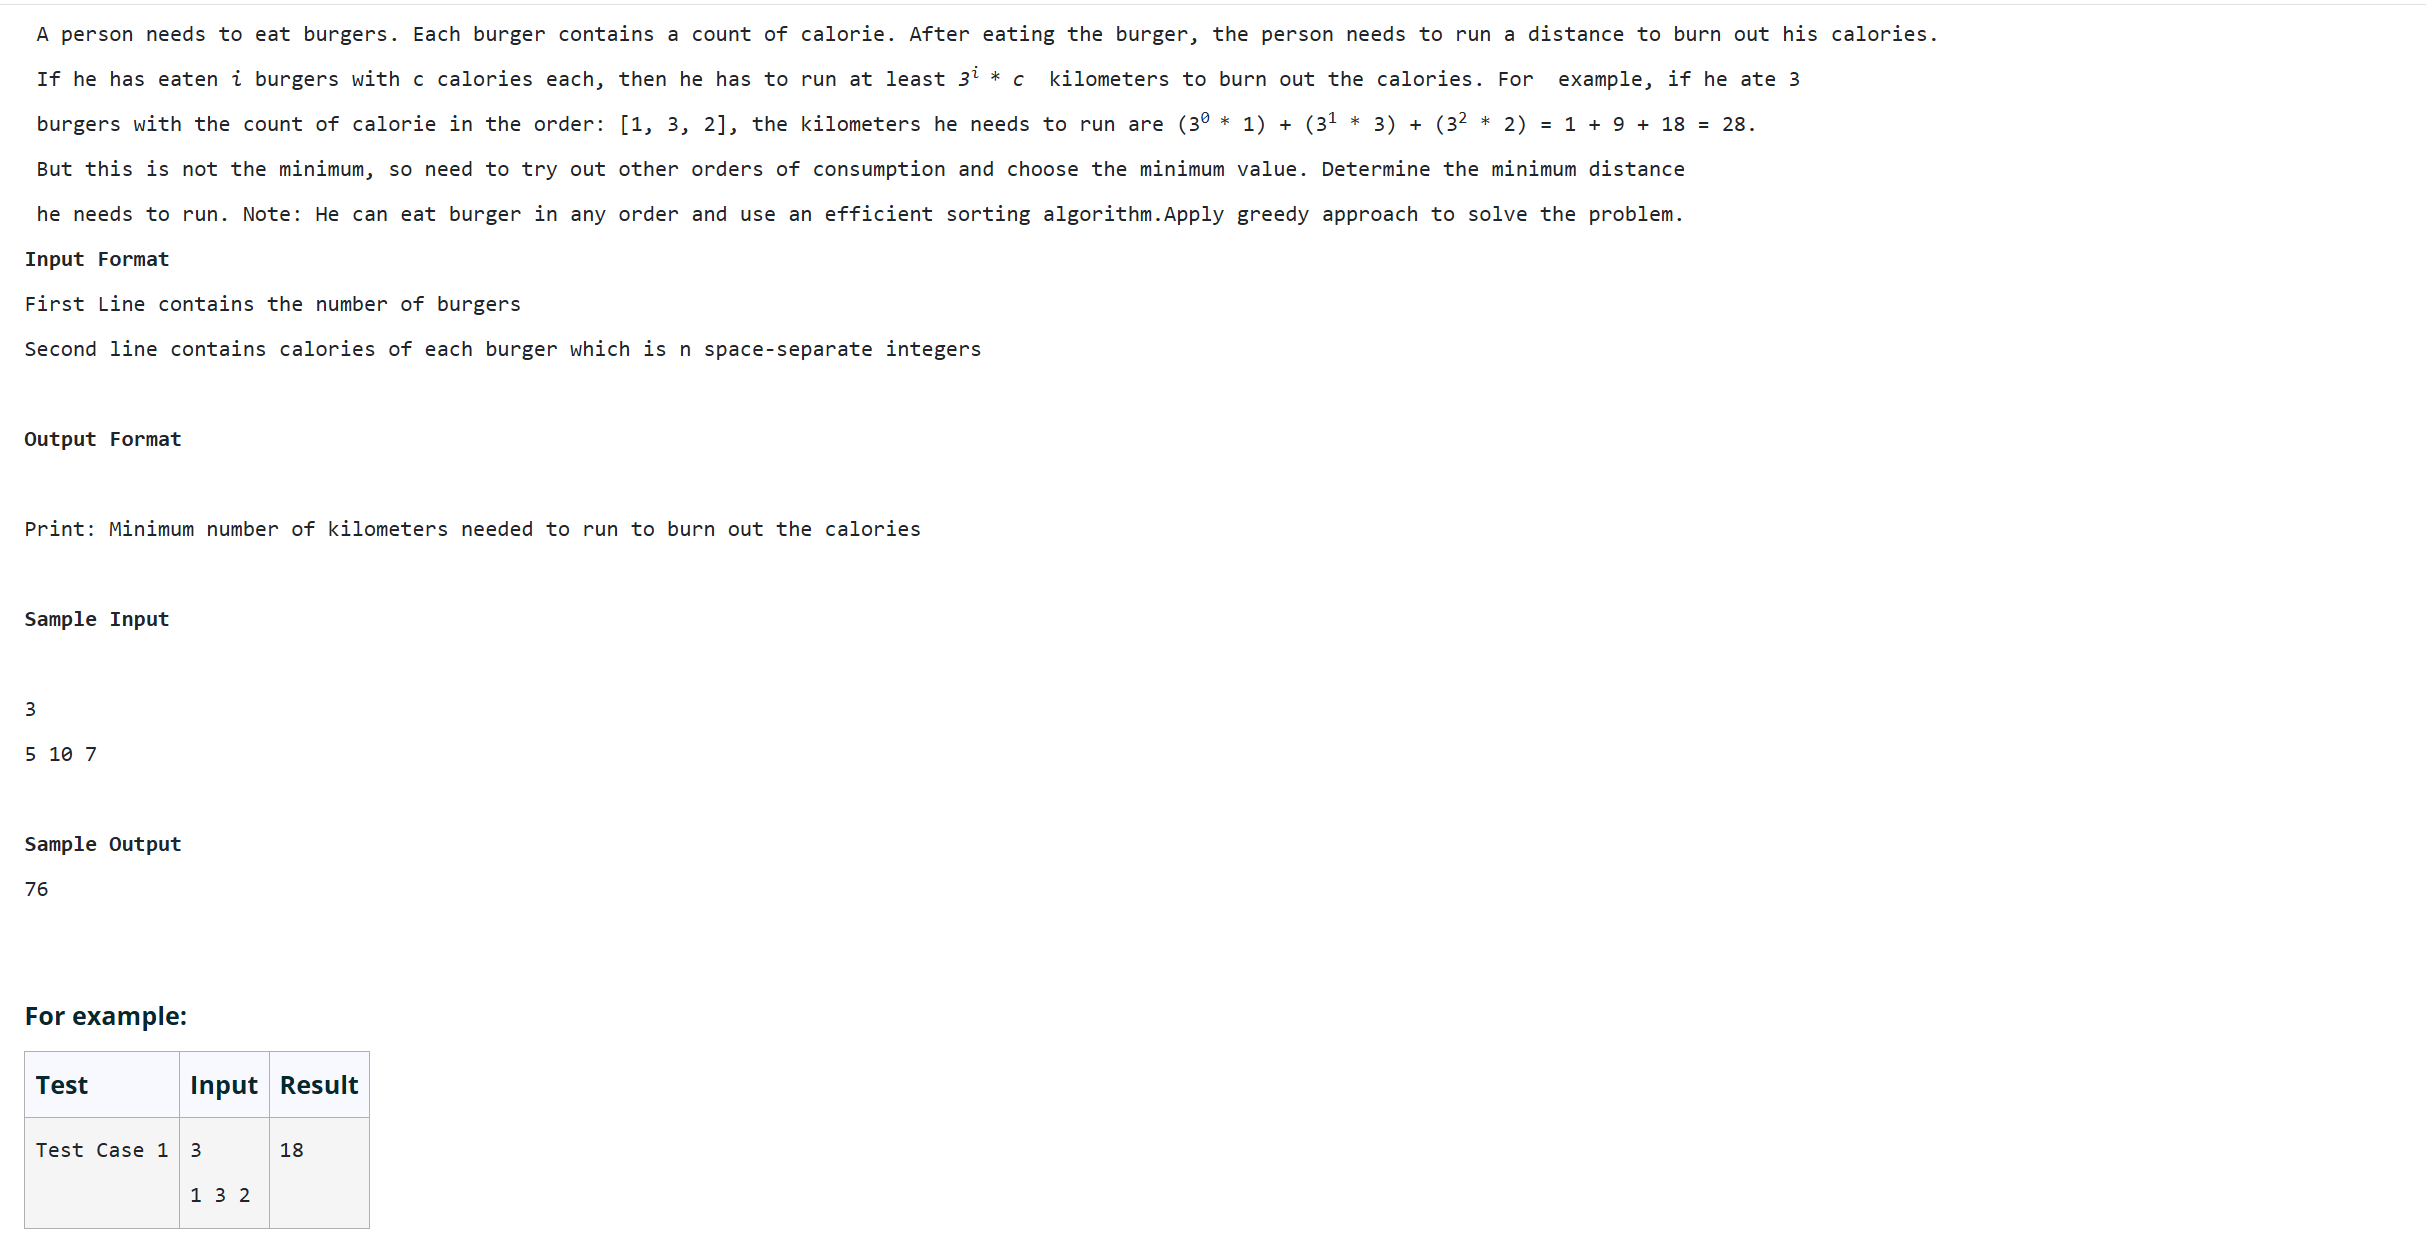 A person needs to eat burgers. Each burger contains a count of calorie. After eating the burger, the person needs to run a distance to burn out his calories.
If he has eaten i burgers with c calories each, then he has to run at least 3ⁱ * c  kilometers to burn out the calories. For  example, if he ate 3
burgers with the count of calorie in the order: [1, 3, 2], the kilometers he needs to run are (3⁰ * 1) + (3¹ * 3) + (3² * 2) = 1 + 9 + 18 = 28.
But this is not the minimum, so need to try out other orders of consumption and choose the minimum value. Determine the minimum distance
he needs to run. Note: He can eat burger in any order and use an efficient sorting algorithm.Apply greedy approach to solve the problem.
Input Format
First Line contains the number of burgers
Second line contains calories of each burger which is n space-separate integers
Output Format
Print: Minimum number of kilometers needed to run to burn out the calories
Sample Input
3
5 10 7
Sample Output
76
For example:
Test Input Result
Test Case 1 3 18
1 3 2